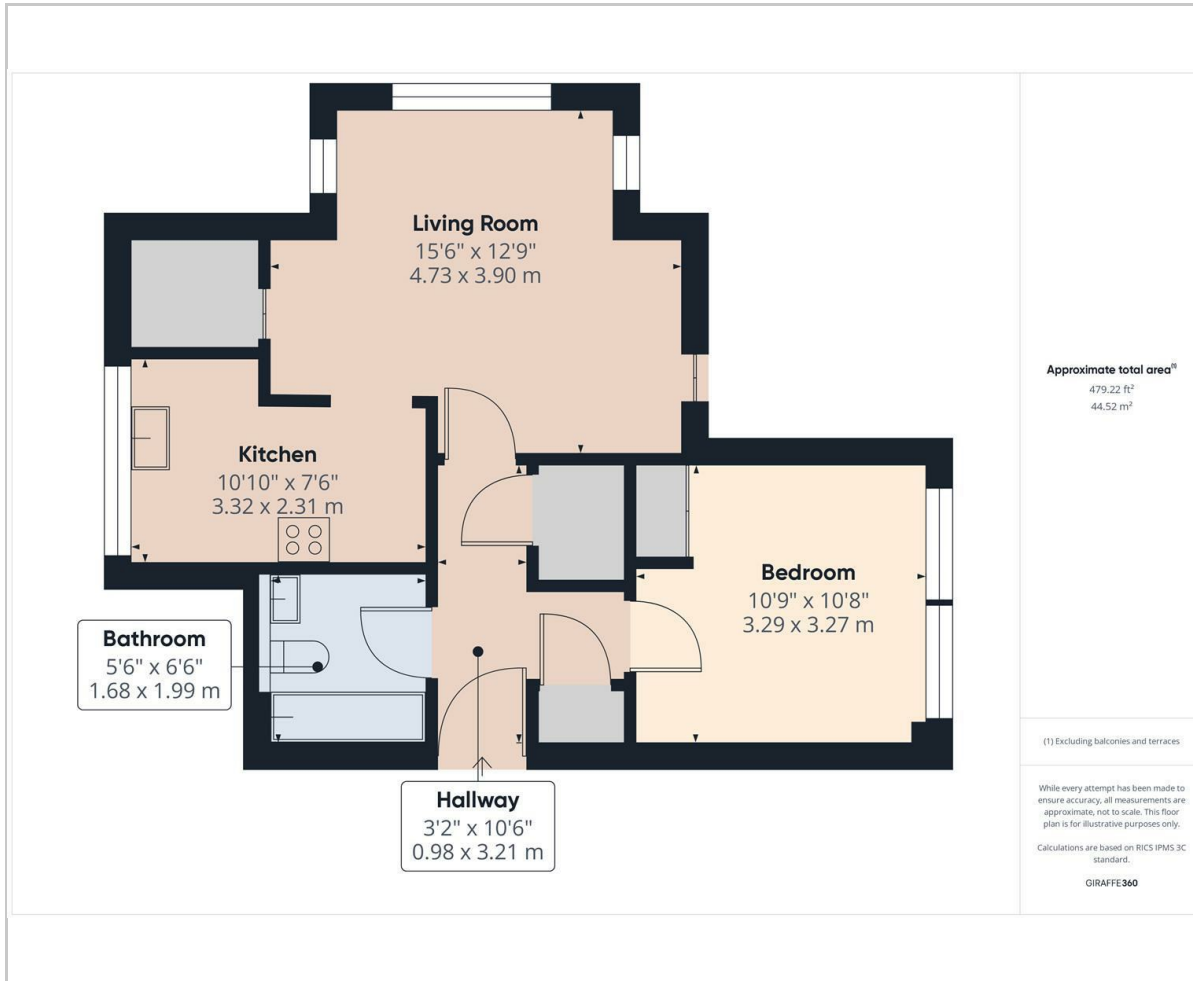 Living Room
15'6" x 12'9"
4.73 x 3.90 m
Kitchen
10'10" x 7'6"
3.32 x 2.31 m
Bedroom
10'9" x 10'8"
3.29 x 3.27 m
Bathroom
5'6" x 6'6"
1.68 x 1.99 m
Hallway
3'2" x 10'6"
0.98 x 3.21 m
Approximate total area⁽¹⁾
479.22 ft²
44.52 m²
(1) Excluding balconies and terraces
While every attempt has been made to
ensure accuracy, all measurements are
approximate, not to scale. This floor
plan is for illustrative purposes only.
Calculations are based on RICS IPMS 3C
standard.
GIRAFFE360